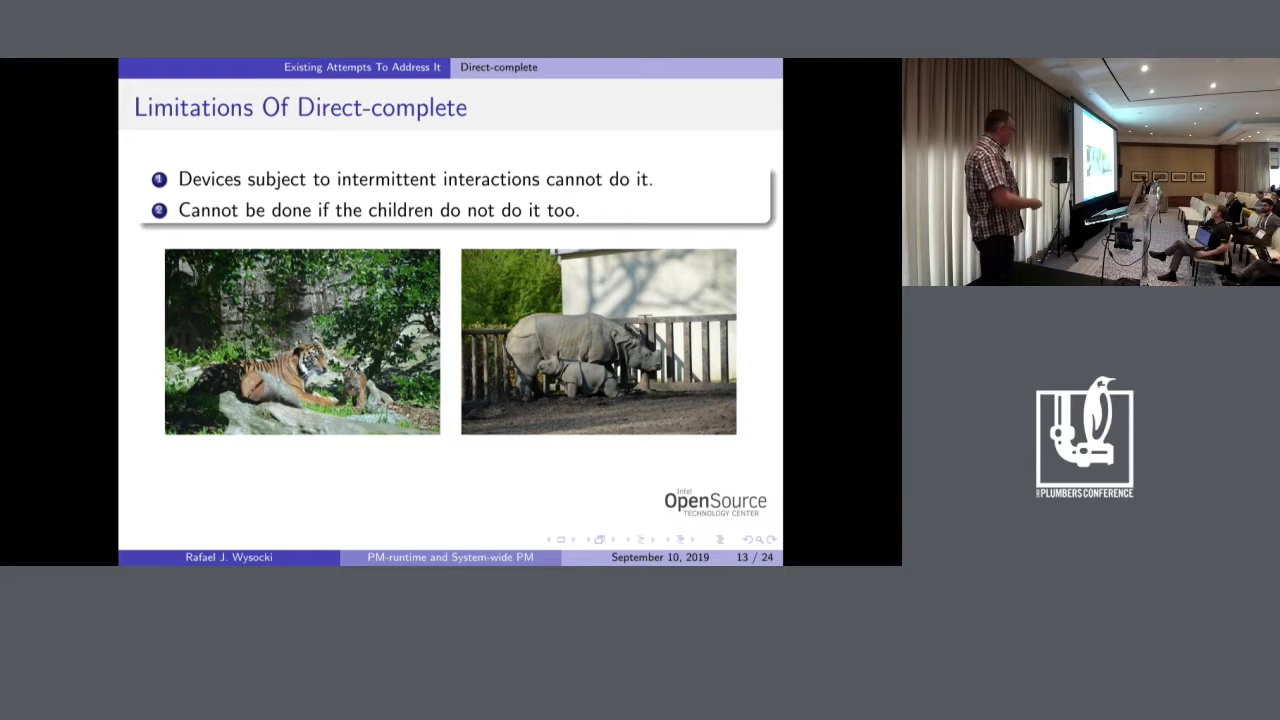 Existing Attempts To Address It Direct-complete
Limitations Of Direct-complete
1 Devices subject to intermittent interactions cannot do it.
2 Cannot be done if the children do not do it too.
Intel
OpenSource
TECHNOLOGY CENTER
Rafael J. Wysocki PM-runtime and System-wide PM September 10, 2019 13 / 24
PLUMBERS CONFERENCE